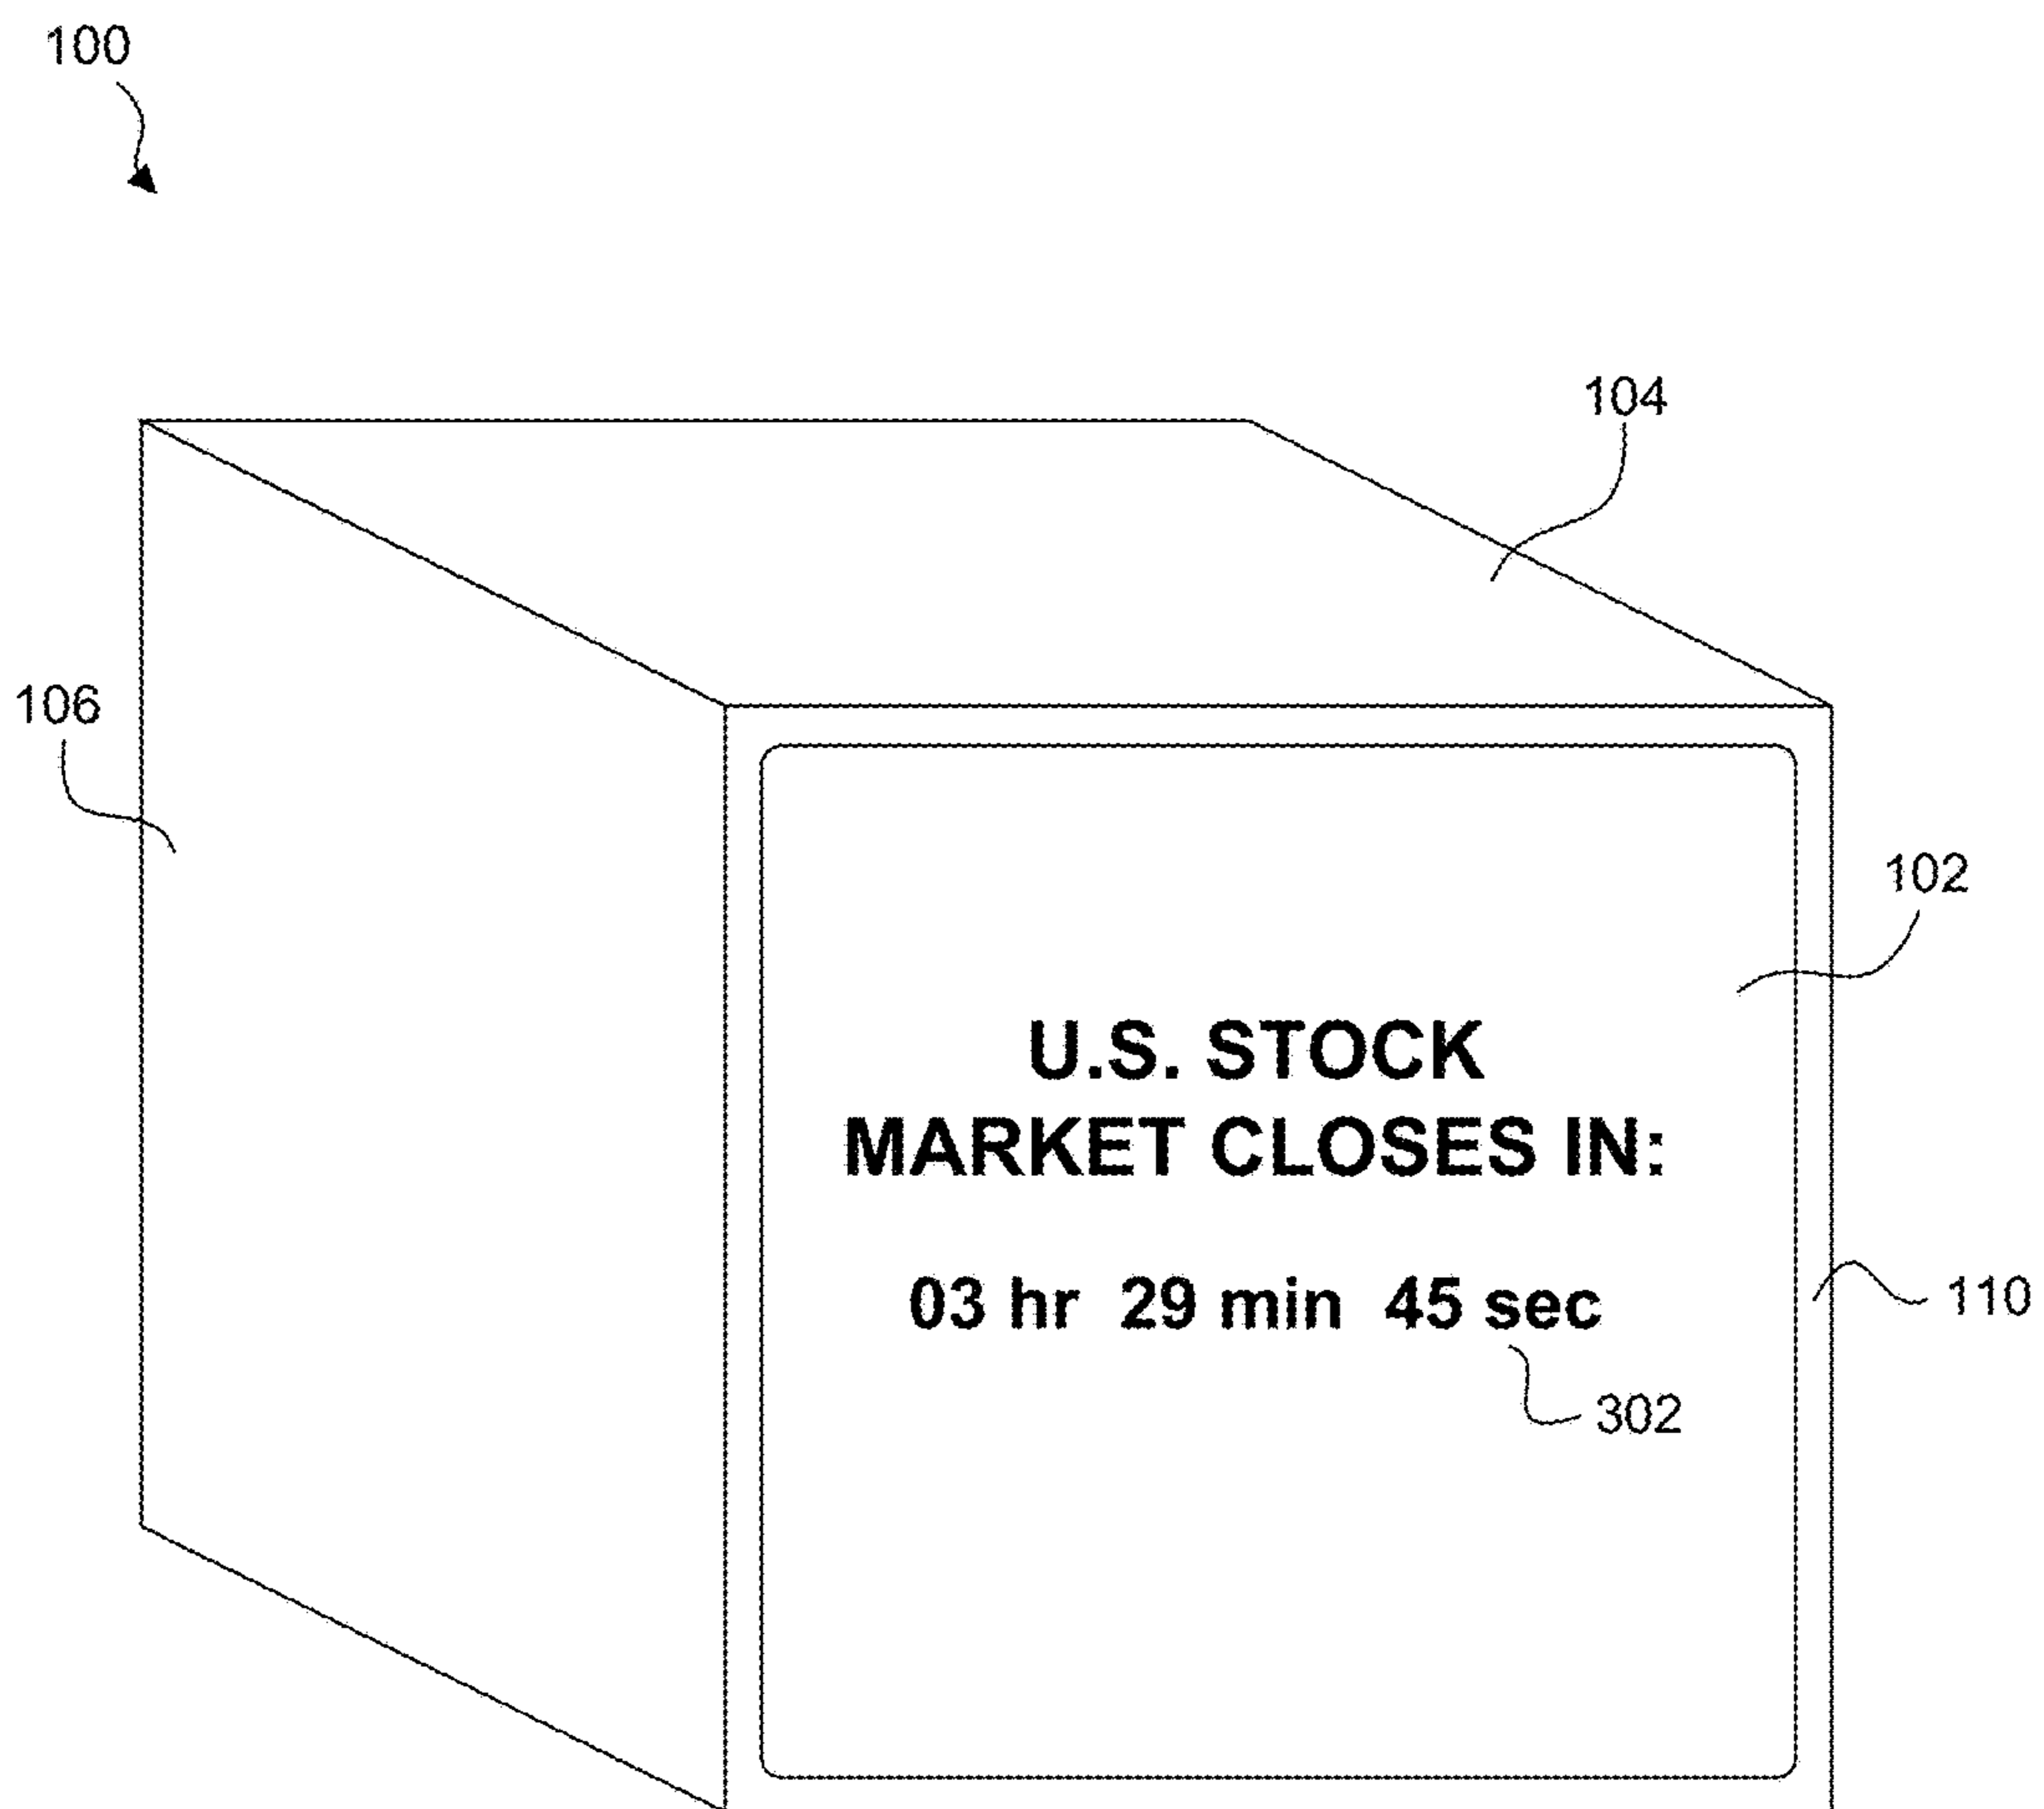 100
104
106
102
U.S. STOCK
MARKET CLOSES IN:
03 hr 29 min 45 sec
110
302